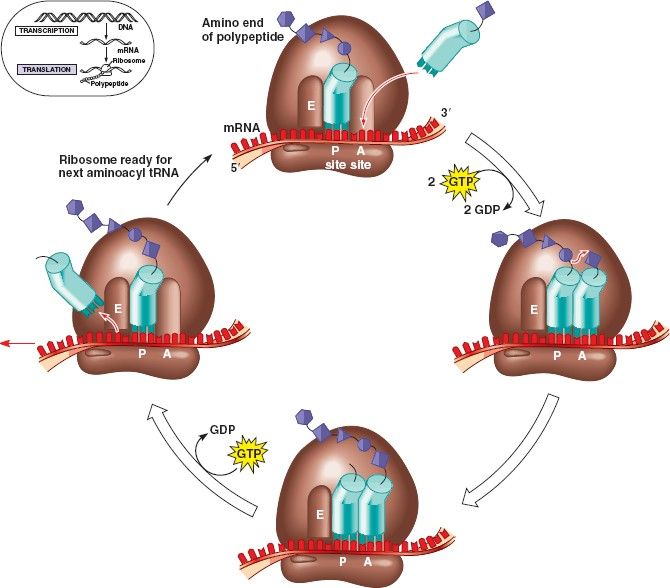 DNA
TRANSCRIPTION
mRNA
Ribosome
TRANSLATION
Polypeptide
Amino end
of polypeptide
E
mRNA
3′
5′
P A
site site
Ribosome ready for
next aminoacyl tRNA
2 GTP
2 GDP
E
P A
E
P A
GDP
GTP
E
P A